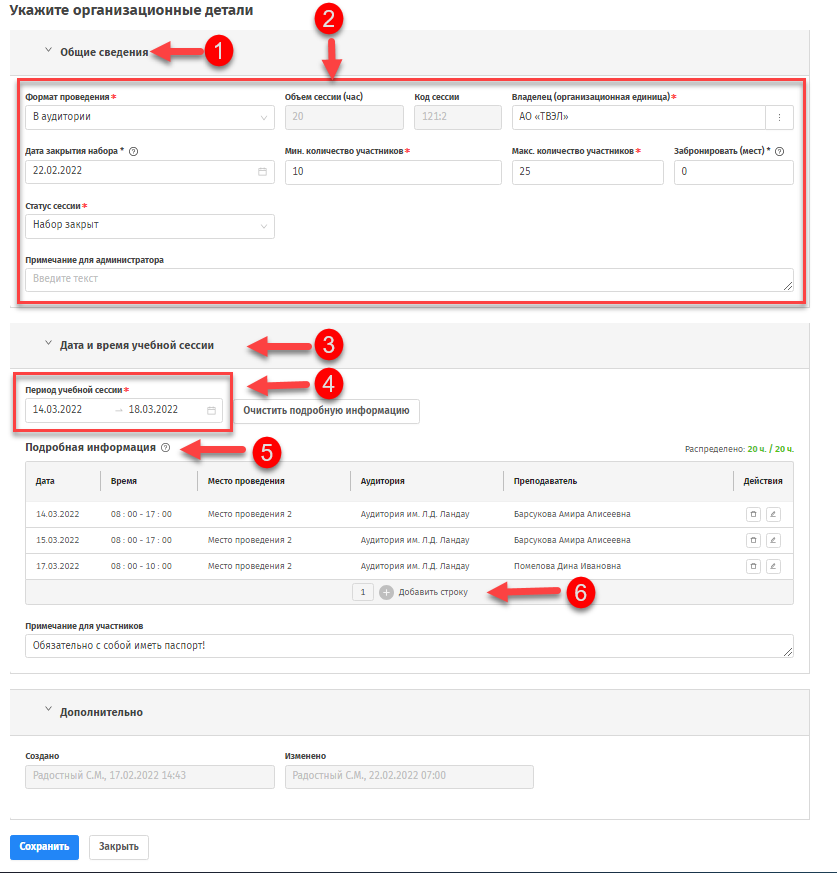 Укажите организационные детали
2
Общие сведения
1
Формат проведения * Объем сессии (час) Код сессии Владелец (организационная единица) *
В аудитории 20 121:2 АО «ТВЭЛ»
Дата закрытия набора * Мин. количество участников * Макс. количество участников * Забронировать (мест) *
22.02.2022 10 25 0
Статус сессии *
Набор закрыт
Примечание для администратора
Введите текст
Дата и время учебной сессии
3
4
Период учебной сессии *
14.03.2022 → 18.03.2022 Очистить подробную информацию
Подробная информация
5
Распределено: 20 ч. / 20 ч.
Дата Время Место проведения Аудитория Преподаватель Действия
14.03.2022 08 : 00 - 17 : 00 Место проведения 2 Аудитория им. Л.Д. Ландау Барсукова Амира Алисеевна
15.03.2022 08 : 00 - 17 : 00 Место проведения 2 Аудитория им. Л.Д. Ландау Барсукова Амира Алисеевна
17.03.2022 08 : 00 - 10 : 00 Место проведения 2 Аудитория им. Л.Д. Ландау Помелова Дина Ивановна
1 + Добавить строку
6
Примечание для участников
Обязательно с собой иметь паспорт!
Дополнительно
Создано Изменено
Радостный С.М., 17.02.2022 14:43 Радостный С.М., 22.02.2022 07:00
Сохранить Закрыть